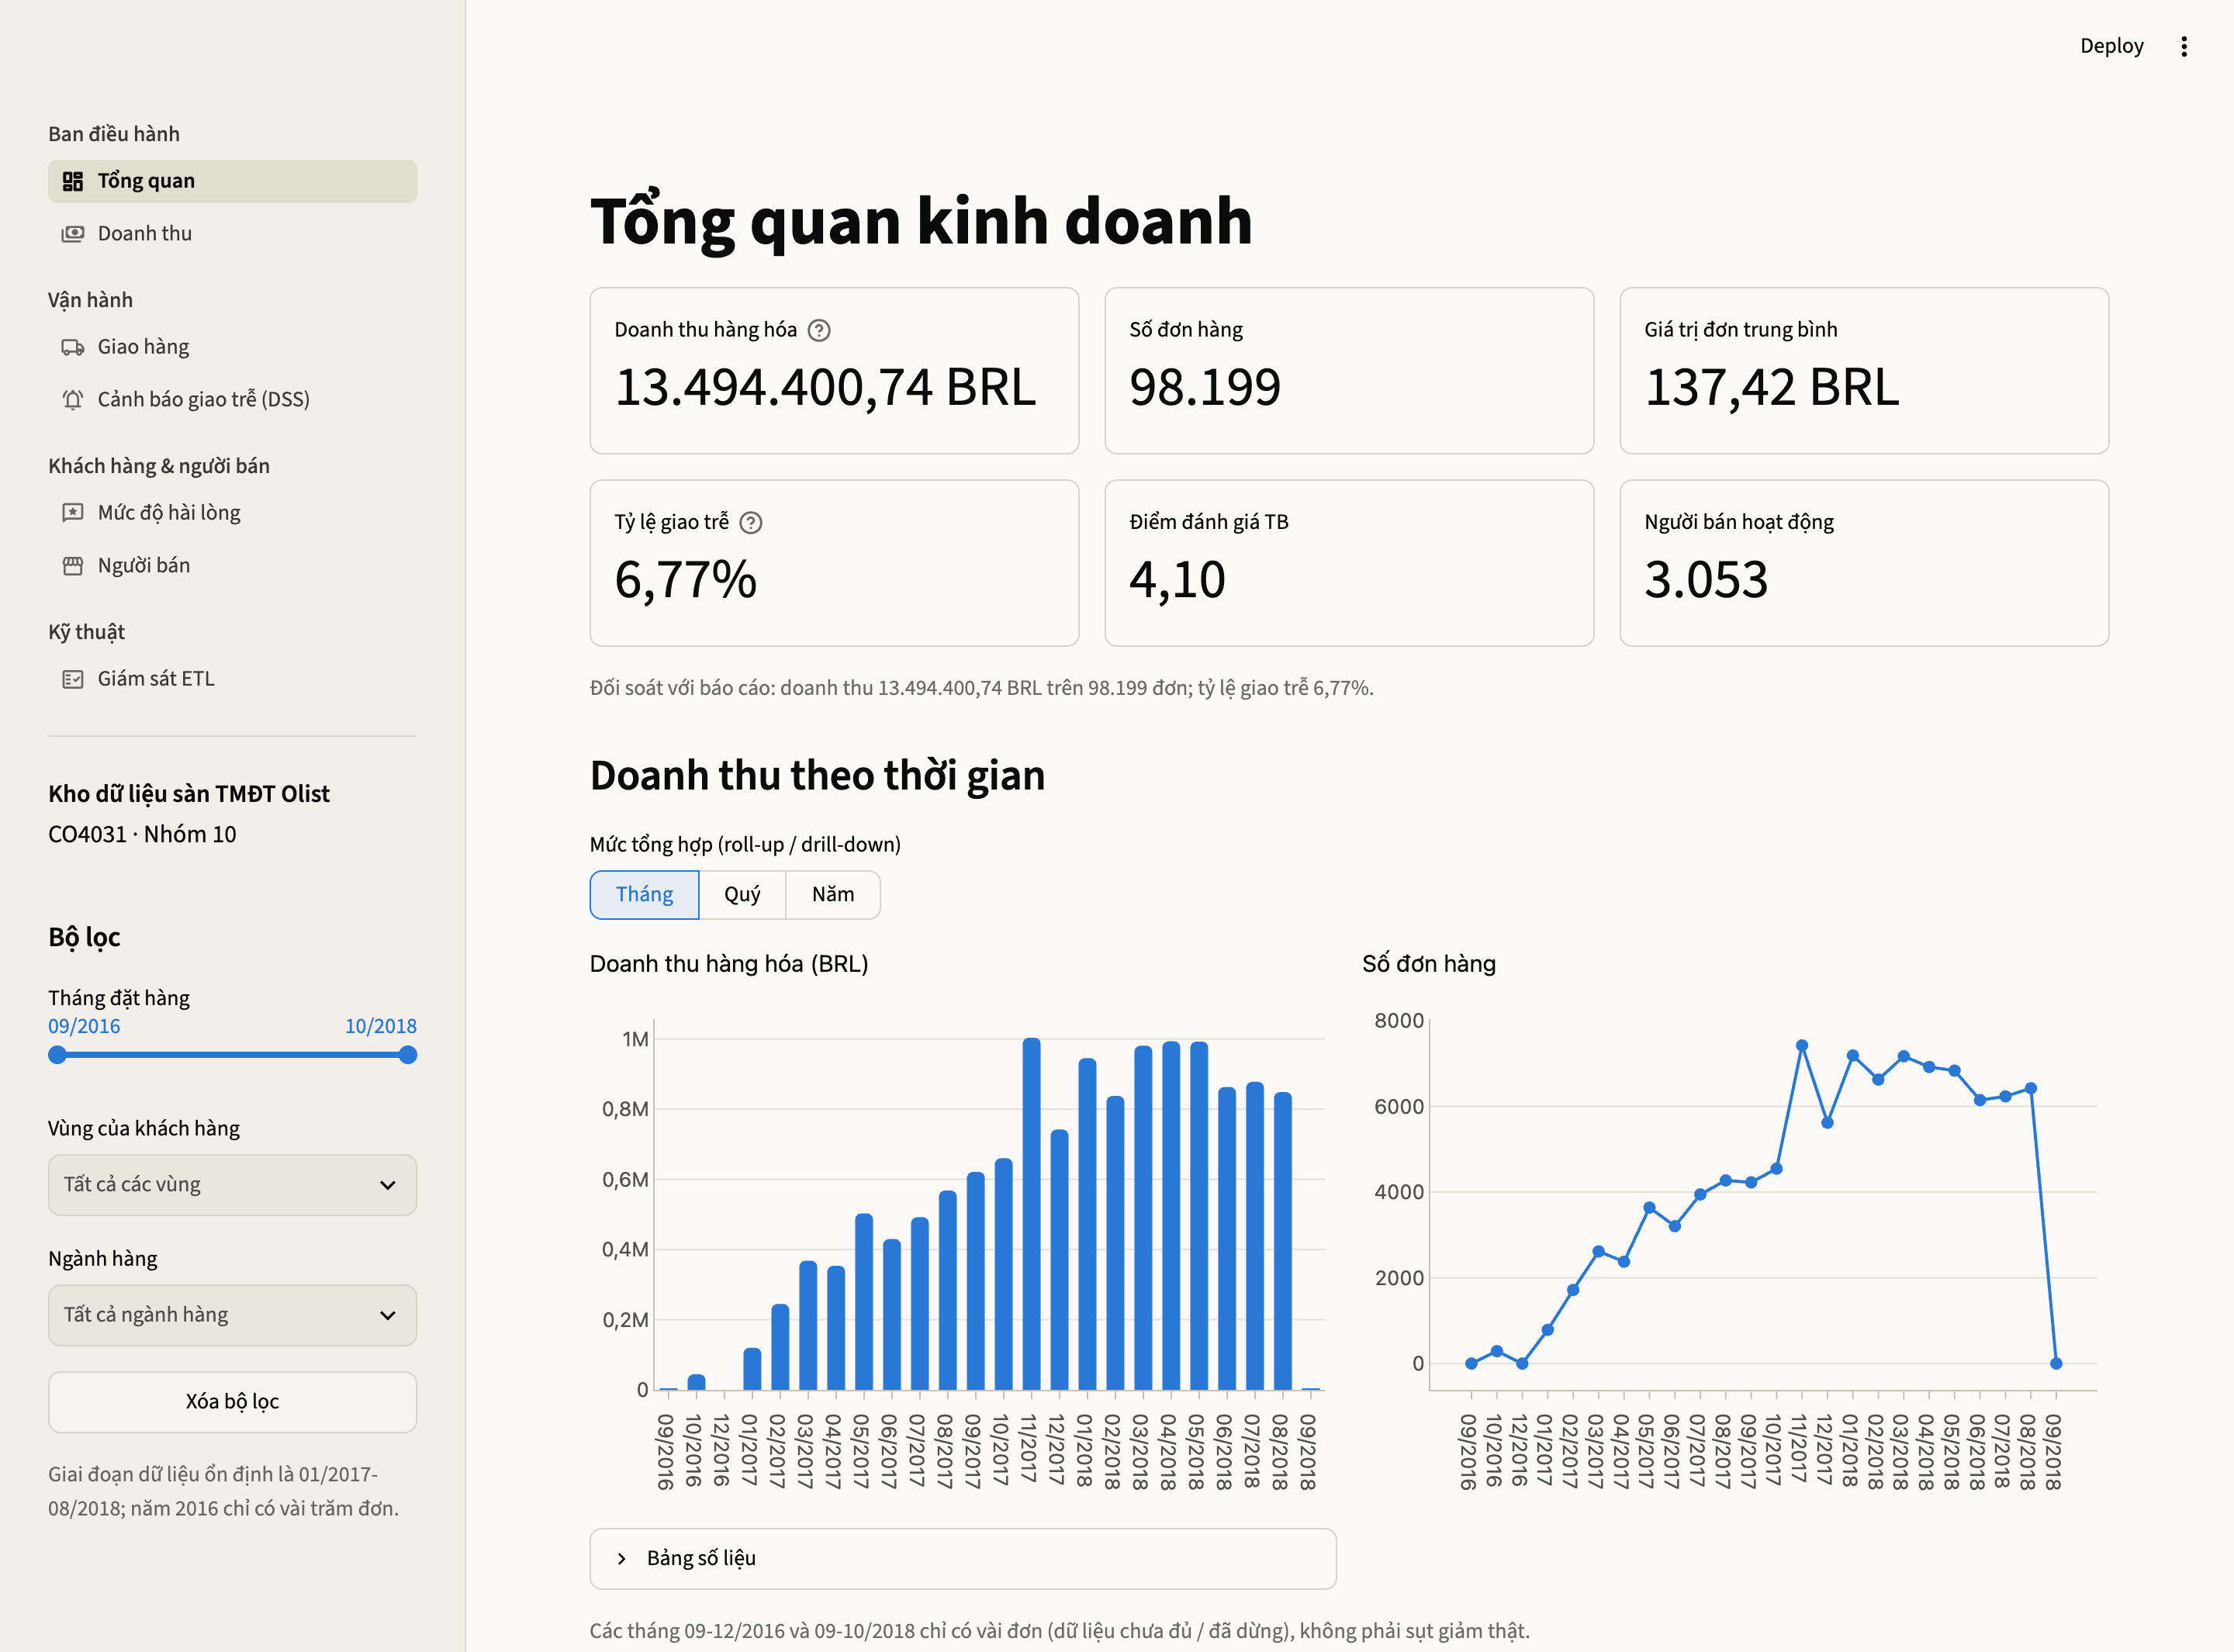 Deploy
Ban điều hành
Tổng quan
Doanh thu
Vận hành
Giao hàng
Cảnh báo giao trễ (DSS)
Khách hàng & người bán
Mức độ hài lòng
Người bán
Kỹ thuật
Giám sát ETL
Kho dữ liệu sàn TMĐT Olist
CO4031 · Nhóm 10
Bộ lọc
Tháng đặt hàng
09/2016 10/2018
Vùng của khách hàng
Tất cả các vùng
Ngành hàng
Tất cả ngành hàng
Xóa bộ lọc
Giai đoạn dữ liệu ổn định là 01/2017-
08/2018; năm 2016 chỉ có vài trăm đơn.
Tổng quan kinh doanh
Doanh thu hàng hóa
13.494.400,74 BRL
Số đơn hàng
98.199
Giá trị đơn trung bình
137,42 BRL
Tỷ lệ giao trễ
6,77%
Điểm đánh giá TB
4,10
Người bán hoạt động
3.053
Đối soát với báo cáo: doanh thu 13.494.400,74 BRL trên 98.199 đơn; tỷ lệ giao trễ 6,77%.
Doanh thu theo thời gian
Mức tổng hợp (roll-up / drill-down)
Tháng Quý Năm
Doanh thu hàng hóa (BRL)
1M
0,8M
0,6M
0,4M
0,2M
0
09/2016 10/2016 12/2016 01/2017 02/2017 03/2017 04/2017 05/2017 06/2017 07/2017 08/2017 09/2017 10/2017 11/2017 12/2017 01/2018 02/2018 03/2018 04/2018 05/2018 06/2018 07/2018 08/2018 09/2018
Số đơn hàng
8000
6000
4000
2000
0
09/2016 10/2016 12/2016 01/2017 02/2017 03/2017 04/2017 05/2017 06/2017 07/2017 08/2017 09/2017 10/2017 11/2017 12/2017 01/2018 02/2018 03/2018 04/2018 05/2018 06/2018 07/2018 08/2018 09/2018
Bảng số liệu
Các tháng 09-12/2016 và 09-10/2018 chỉ có vài đơn (dữ liệu chưa đủ / đã dừng), không phải sụt giảm thật.